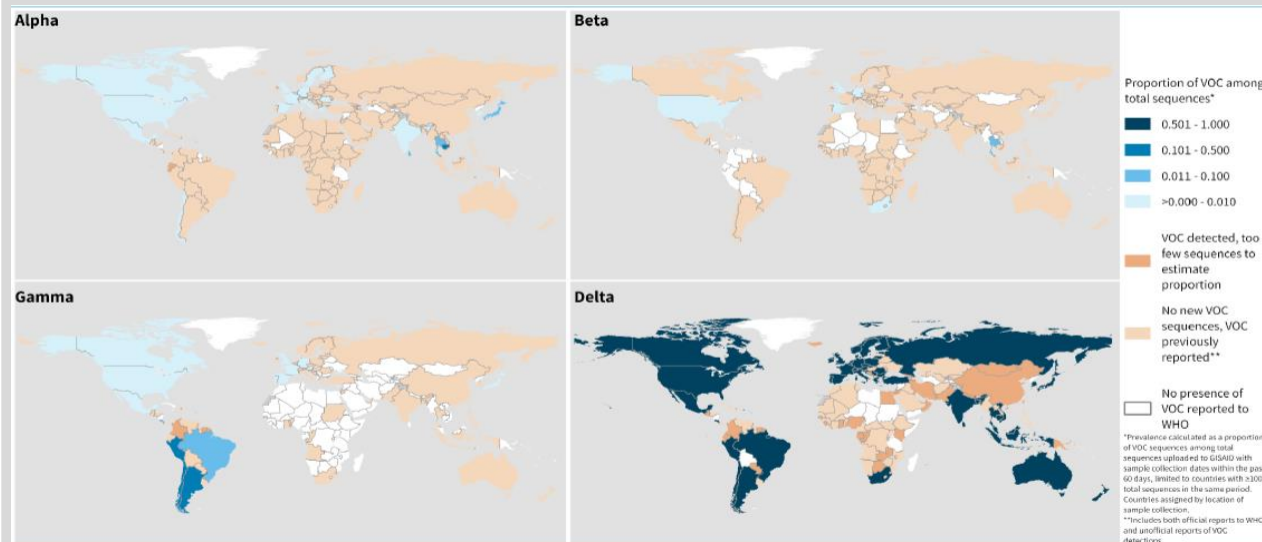 Alpha
Beta
Gamma
Delta
Proportion of VOC among
total sequences*
0.501 - 1.000
0.101 - 0.500
0.011 - 0.100
>0.000 - 0.010
VOC detected, too
few sequences to
estimate
proportion
No new VOC
sequences, VOC
previously
reported**
No presence of
VOC reported to
WHO
*Prevalence calculated as a proportion
of VOC sequences among total
sequences uploaded to GISAID with
sample collection dates within the pas
60 days, limited to countries with ≥100
total sequences in the same period.
Countries assigned by location of
sample collection.
**Includes both official reports to WHO
and unofficial reports of VOC
detections